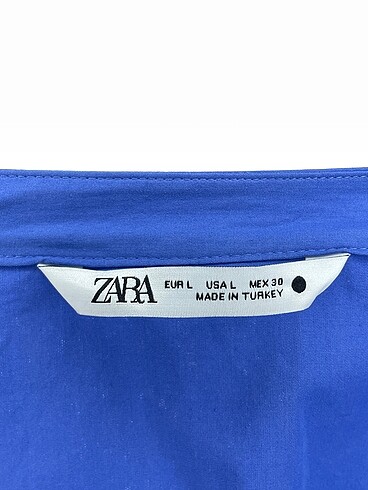 ZARA
EUR L USA L MEX 30
MADE IN TURKEY